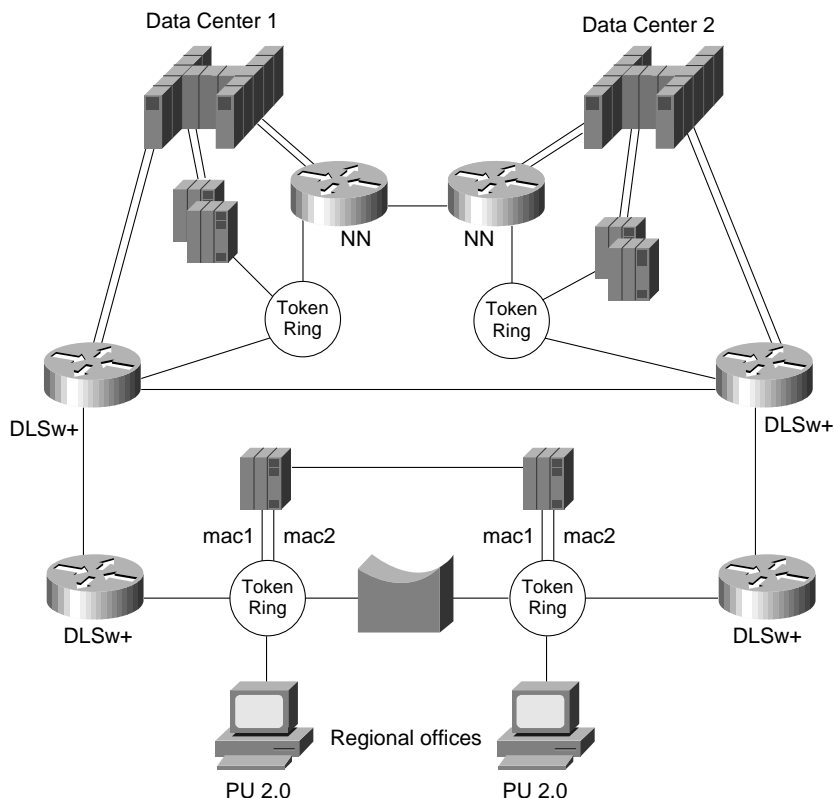 Data Center 1
Data Center 2
NN
NN
Token
Ring
Token
Ring
DLSw+
DLSw+
mac1
mac2
mac1
mac2
Token
Ring
Token
Ring
DLSw+
DLSw+
Regional offices
PU 2.0
PU 2.0